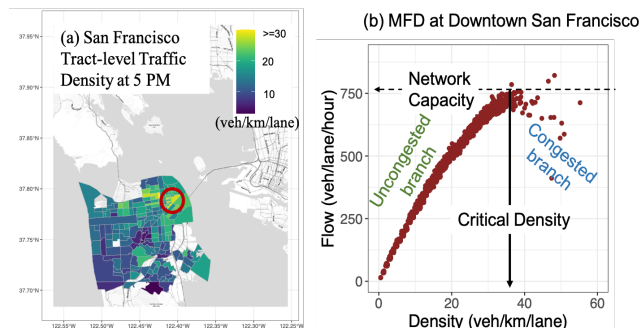 (a) San Francisco
Tract-level Traffic
Density at 5 PM
>=30
20
10
(veh/km/lane)
37.95°N
37.90°N
37.85°N
37.80°N
37.75°N
37.70°N
122.55°W 122.50°W 122.45°W 122.40°W 122.35°W 122.30°W 122.25°W
(b) MFD at Downtown San Francisco
Network
Capacity
Uncongested
branch
Congested
branch
Critical Density
Flow (veh/lane/hour)
750
500
250
0
0 20 40 60
Density (veh/km/lane)